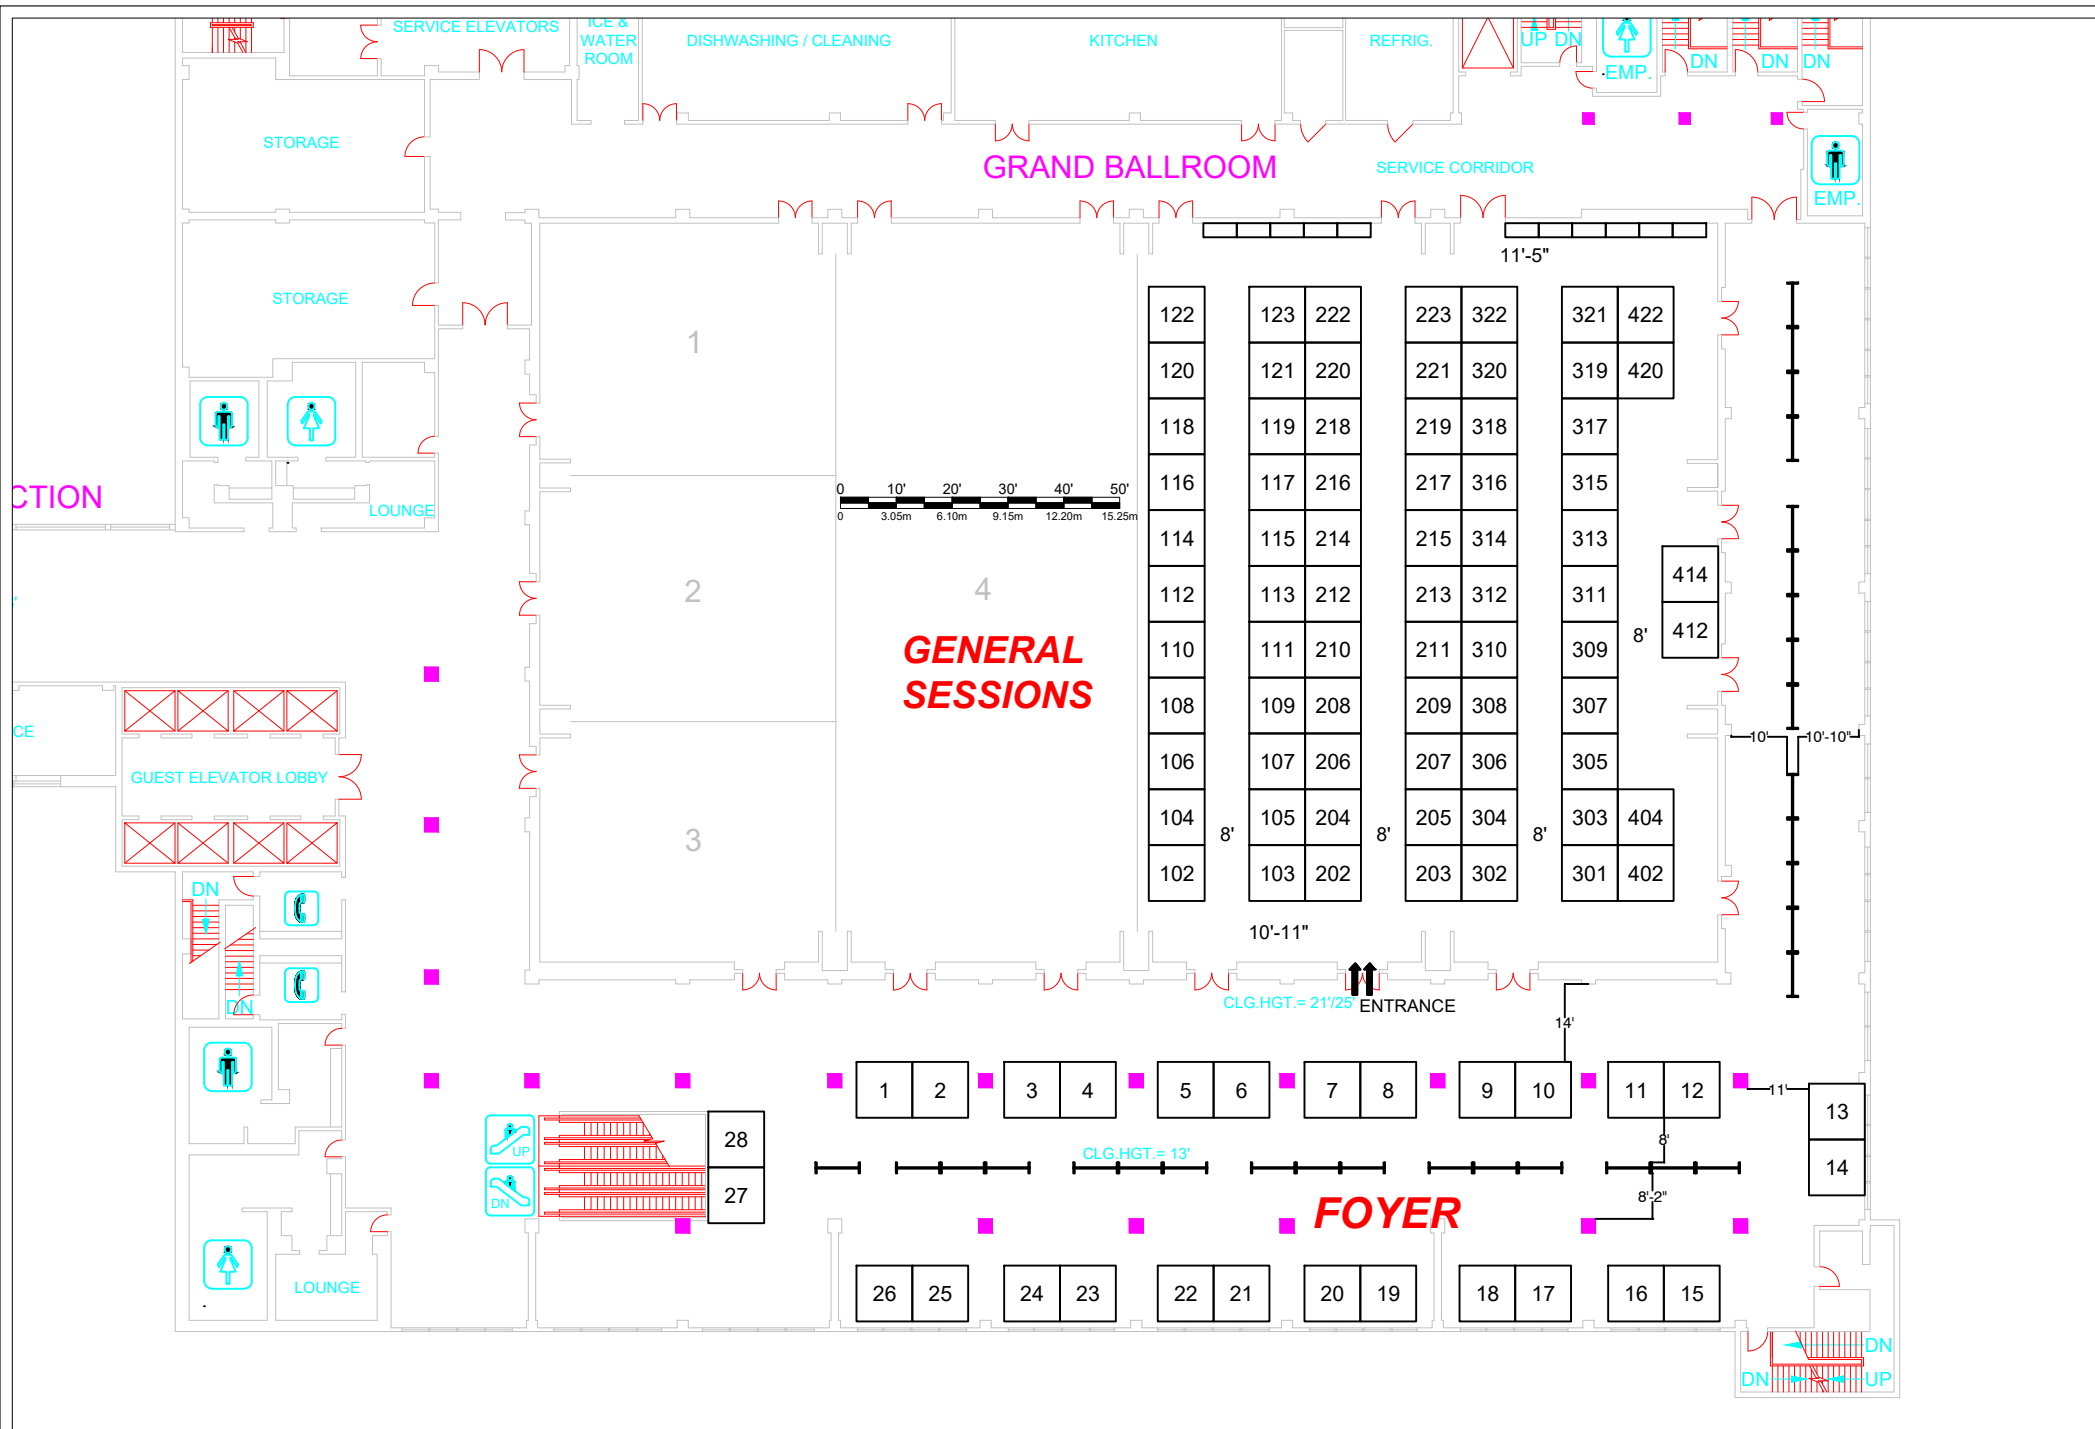 SERVICE ELEVATORS
ICE &
WATER
ROOM
DISHWASHING / CLEANING
KITCHEN
REFRIG.
UP DN
EMP.
DN
DN
DN
STORAGE
GRAND BALLROOM
SERVICE CORRIDOR
EMP.
11'-5"
STORAGE
1
122 123 222 223 322 321 422
120 121 220 221 320 319 420
118 119 218 219 318 317
CTION
LOUNGE
0 10' 20' 30' 40' 50'
0 3.05m 6.10m 9.15m 12.20m 15.25m
116 117 216 217 316 315
114 115 214 215 314 313
414
2
4
112 113 212 213 312 311
412
8'
GENERAL
SESSIONS
110 111 210 211 310 309
108 109 208 209 308 307
CE
10' 10'-10"
GUEST ELEVATOR LOBBY
106 107 206 207 306 305
3
104 105 204 205 304 303 404
8' 8' 8'
102 103 202 203 302 301 402
DN
10'-11"
DN
CLG.HGT.= 21'/25'
ENTRANCE
14'
1 2 3 4 5 6 7 8 9 10 11 12
11'
13
28
UP
8'
CLG.HGT.= 13'
14
27
DN
8'-2"
FOYER
LOUNGE
26 25 24 23 22 21 20 19 18 17 16 15
DN
DN UP